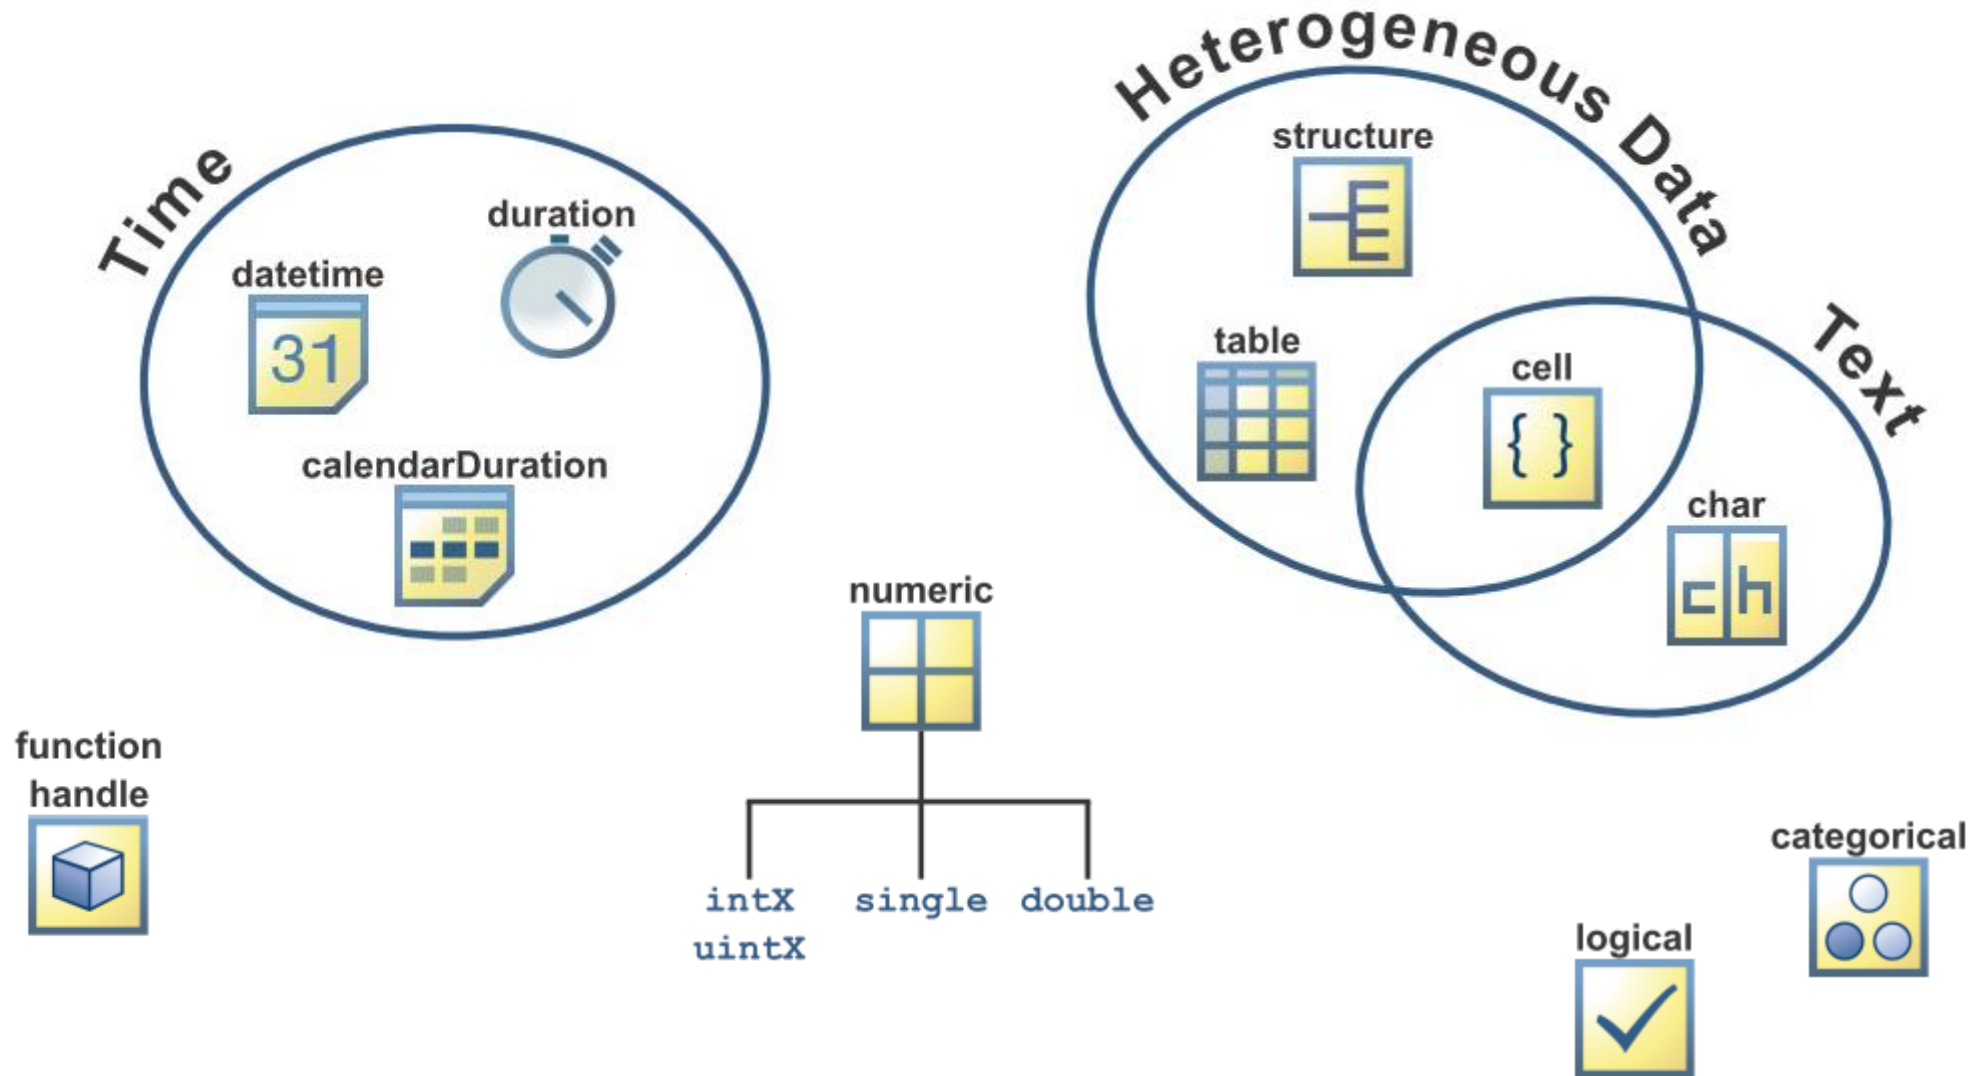 Heterogeneous Data
structure
Time
duration
datetime
31
table
cell
{ }
Text
calendarDuration
char
ch
numeric
function
handle
intX
uintX
single
double
categorical
logical